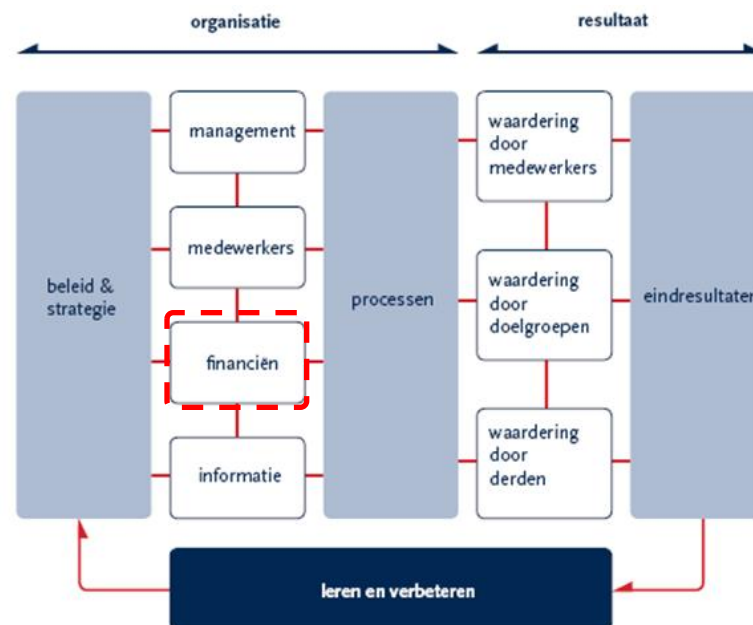 organisatie
resultaat
beleid &
strategie
management
medewerkers
financiën
informatie
processen
waardering
door
medewerkers
waardering
door
doelgroepen
waardering
door
derden
eindresultaten
leren en verbeteren